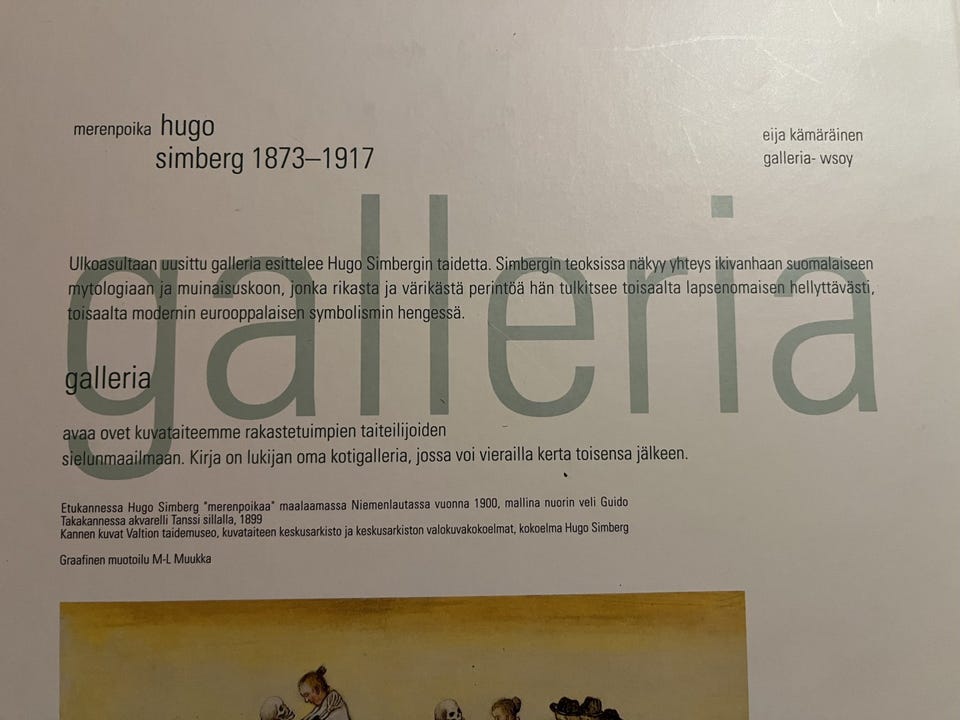 merenpoika hugo
simberg 1873–1917
eija kämäräinen
galleria- wsoy
galleria
Ulkoasultaan uusittu galleria esittelee Hugo Simbergin taidetta. Simbergin teoksissa näkyy yhteys ikivanhaan suomalaiseen
mytologiaan ja muinaisuskoon, jonka rikasta ja värikästä perintöä hän tulkitsee toisaalta lapsenomaisen hellyttävästi,
toisaalta modernin eurooppalaisen symbolismin hengessä.
galleria
avaa ovet kuvataiteemme rakastetuimpien taiteilijoiden
sielunmaailmaan. Kirja on lukijan oma kotigalleria, jossa voi vierailla kerta toisensa jälkeen.
Etukannessa Hugo Simberg "merenpoikaa" maalaamassa Niemenlautassa vuonna 1900, mallina nuorin veli Guido
Takakannessa akvarelli Tanssi sillalla, 1899
Kannen kuvat Valtion taidemuseo, kuvataiteen keskusarkisto ja keskusarkiston valokuvakokoelmat, kokoelma Hugo Simberg
Graafinen muotoilu M-L Muukka